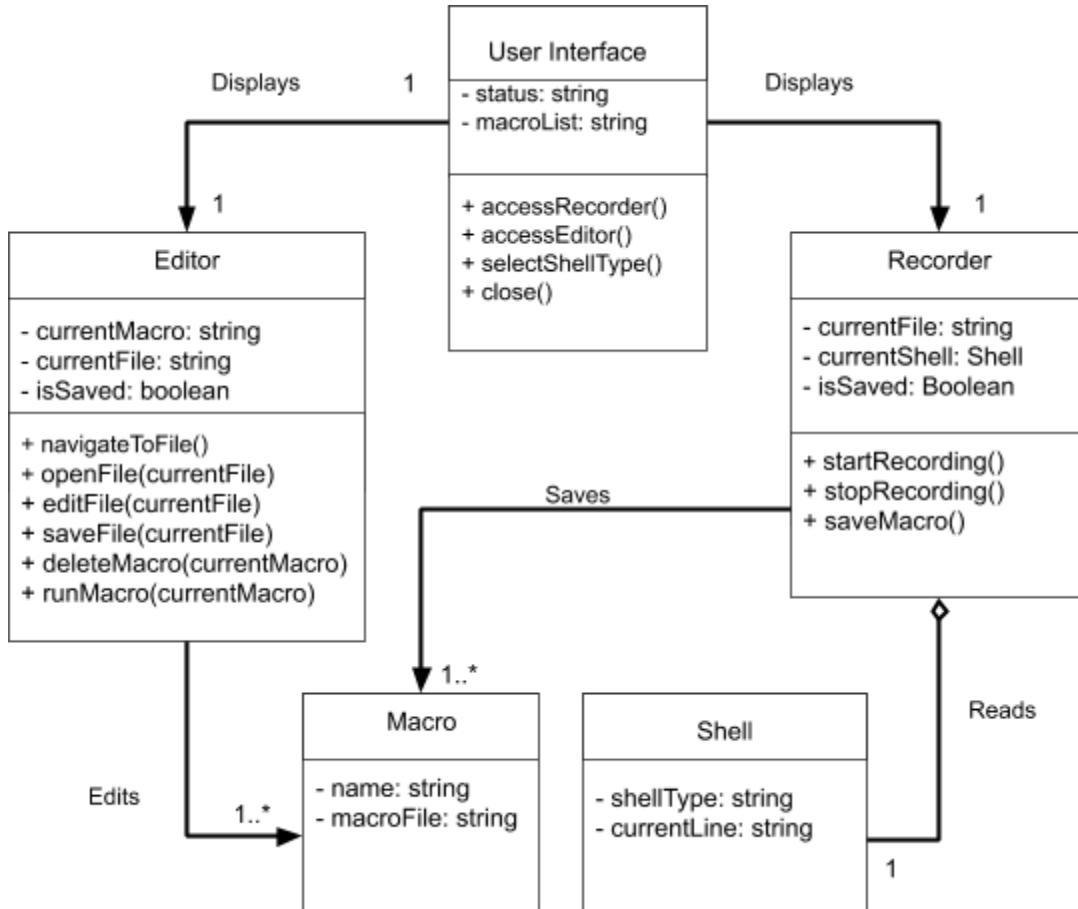 User Interface
- status: string
- macroList: string
+ accessRecorder()
+ accessEditor()
+ selectShellType()
+ close()
Displays
1
1
Displays
1
1
Editor
- currentMacro: string
- currentFile: string
- isSaved: boolean
+ navigateToFile()
+ openFile(currentFile)
+ editFile(currentFile)
+ saveFile(currentFile)
+ deleteMacro(currentMacro)
+ runMacro(currentMacro)
Recorder
- currentFile: string
- currentShell: Shell
- isSaved: Boolean
+ startRecording()
+ stopRecording()
+ saveMacro()
Saves
1..*
Edits
1..*
Macro
- name: string
- macroFile: string
Shell
- shellType: string
- currentLine: string
Reads
1